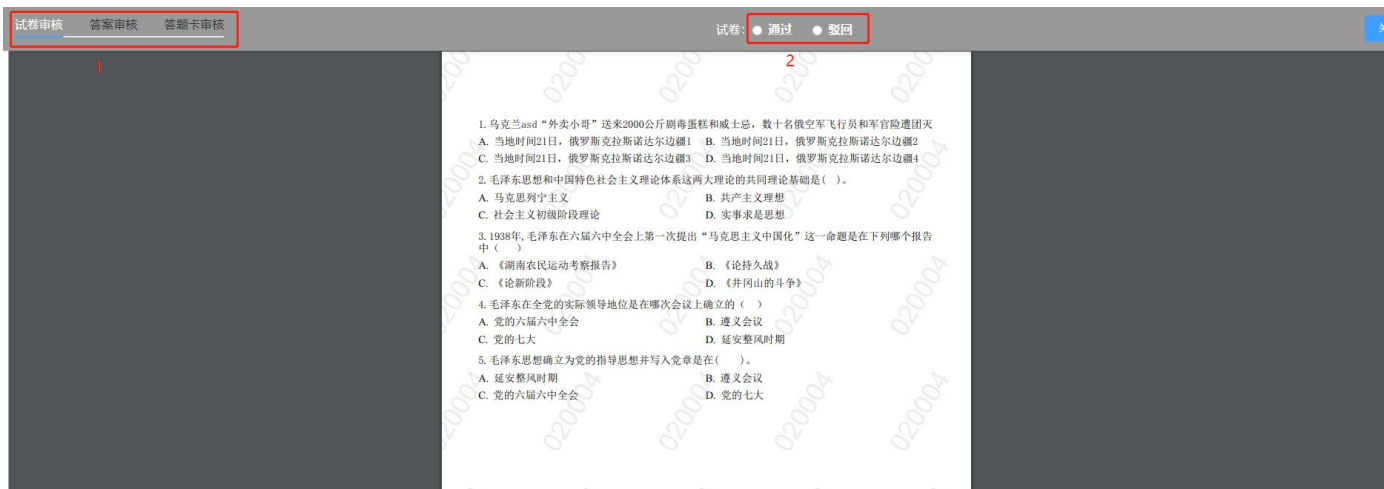 试卷审核 答案审核 答题卡审核 试卷: 通过 驳回
1
2
1. 乌克兰asd“外卖小哥”送来2000公斤剧毒蛋糕和威士忌，数十名俄空军飞行员和军官险遭团灭
A. 当地时间21日，俄罗斯克拉斯诺达尔边疆1 B. 当地时间21日，俄罗斯克拉斯诺达尔边疆2
C. 当地时间21日，俄罗斯克拉斯诺达尔边疆3 D. 当地时间21日，俄罗斯克拉斯诺达尔边疆4
2. 毛泽东思想和中国特色社会主义理论体系这两大理论的共同理论基础是( )。
A. 马克思列宁主义 B. 共产主义理想
C. 社会主义初级阶段理论 D. 实事求是思想
3. 1938年,毛泽东在六届六中全会上第一次提出“马克思主义中国化”这一命题是在下列哪个报告
中（ ）
A. 《湖南农民运动考察报告》 B. 《论持久战》
C. 《论新阶段》 D. 《井冈山的斗争》
4. 毛泽东在全党的实际领导地位是在哪次会议上确立的（ ）
A. 党的六届六中全会 B. 遵义会议
C. 党的七大 D. 延安整风时期
5. 毛泽东思想确立为党的指导思想并写入党章是在( )。
A. 延安整风时期 B. 遵义会议
C. 党的六届六中全会 D. 党的七大
020004